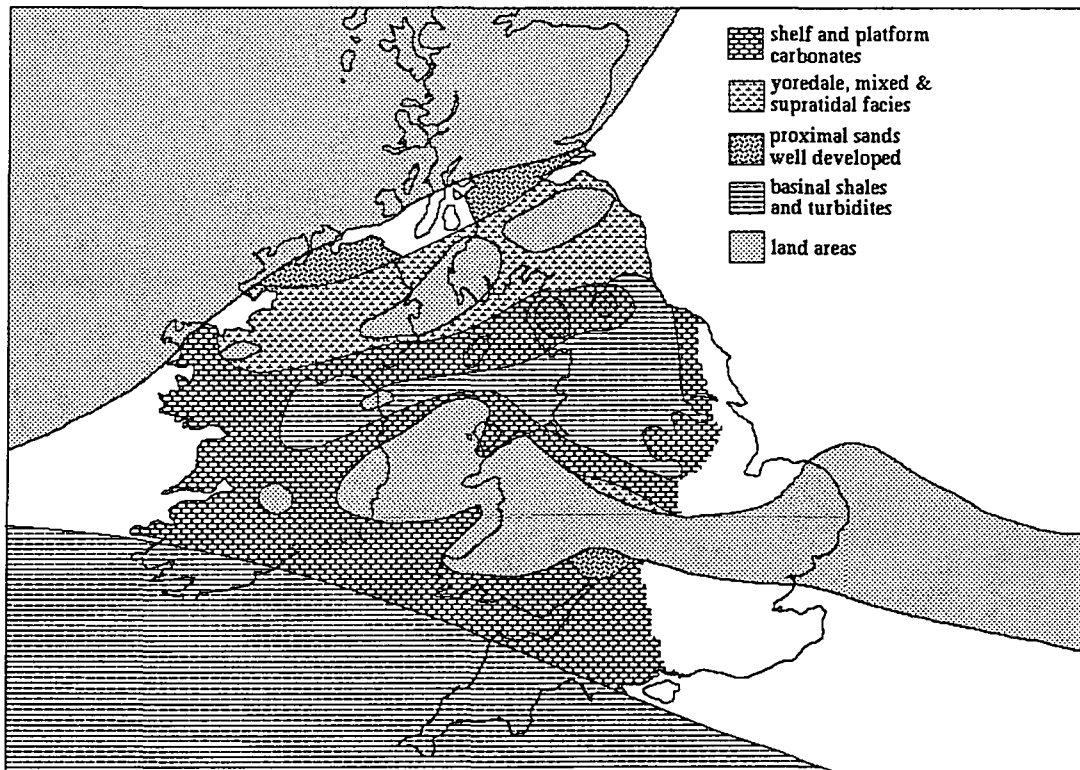 shelf and platform
carbonates
yoredale, mixed &
supratidal facies
proximal sands
well developed
basinal shales
and turbidites
land areas